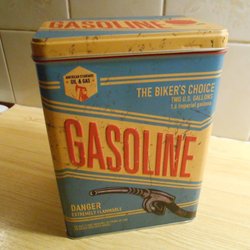 GASOLINE
AMERICAN STANDARD
OIL & GAS
THE BIKER'S CHOICE
TWO U.S. GALLONS
1.6 Imperial gallons
GASOLINE
DANGER
EXTREMELY FLAMMABLE